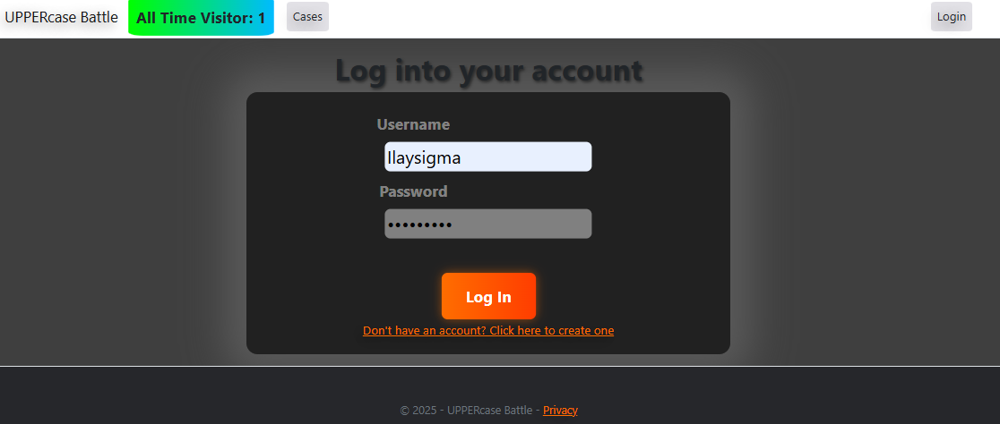 UPPERcase Battle All Time Visitor: 1 Cases Login
Log into your account
Username
Ilaysigma
Password
•••••••••
Log In
Don't have an account? Click here to create one
© 2025 - UPPERcase Battle - Privacy